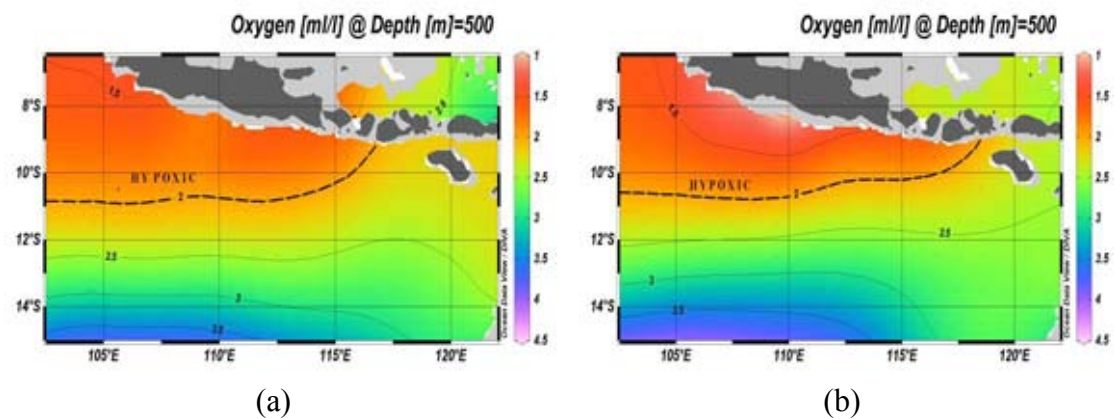 Oxygen [ml/l] @ Depth [m]=500
8°S
10°S
12°S
14°S
105°E
110°E
115°E
120°E
HYPOXIC
2
2.5
3
3.5
1
1.5
2
2.5
3
3.5
4
4.5
Ocean Data View / DIVA
(a)
Oxygen [ml/l] @ Depth [m]=500
8°S
10°S
12°S
14°S
105°E
110°E
115°E
120°E
HYPOXIC
2
2.5
3
3.5
1
1.5
2
2.5
3
3.5
4
4.5
Ocean Data View / DIVA
(b)